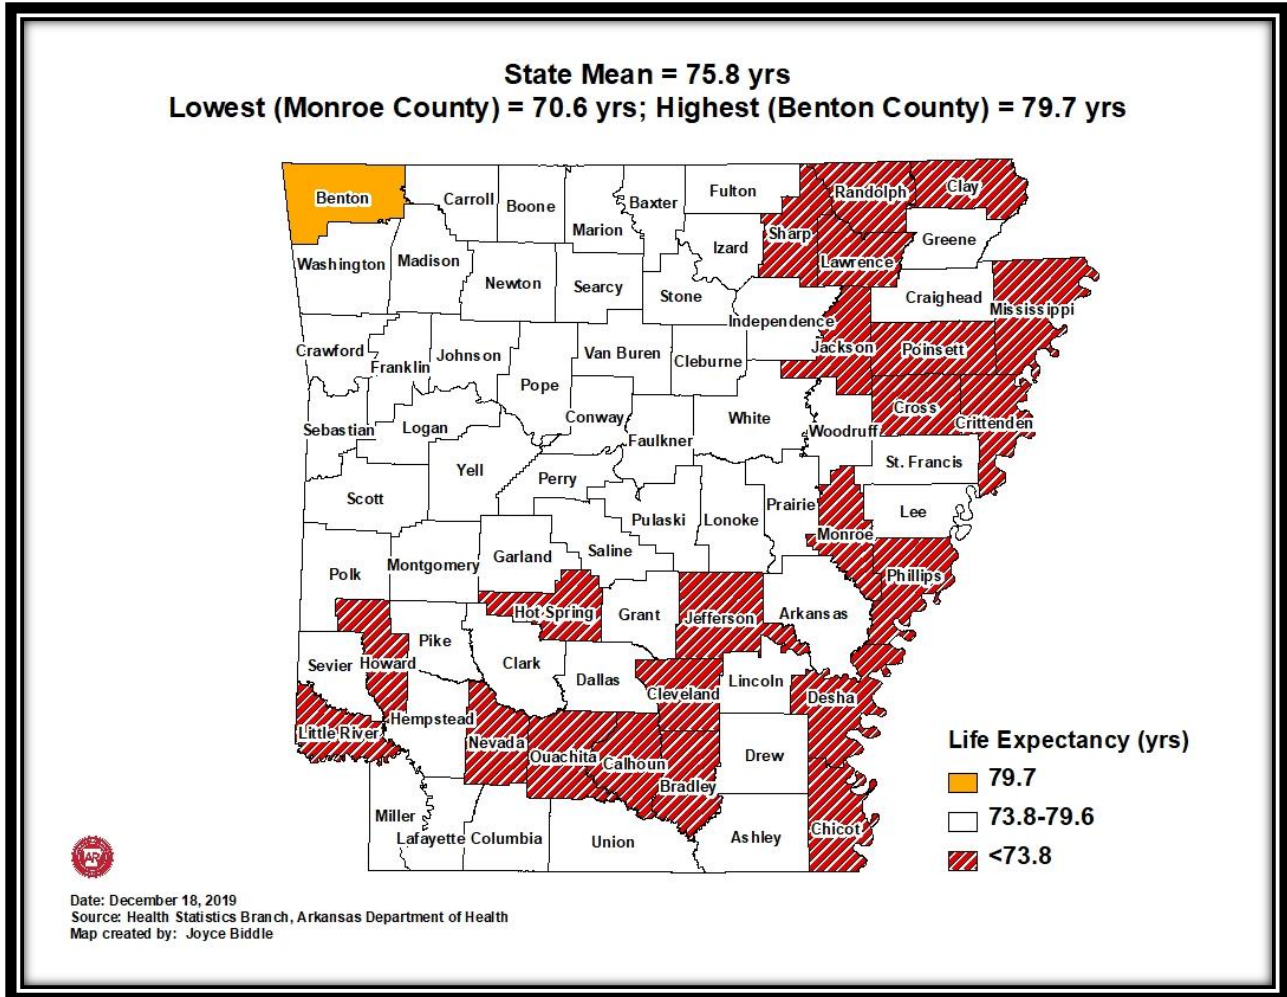 State Mean = 75.8 yrs
Lowest (Monroe County) = 70.6 yrs; Highest (Benton County) = 79.7 yrs
Benton
Carroll
Boone
Marion
Baxter
Fulton
Randolph
Clay
Washington
Madison
Newton
Searcy
Stone
Izard
Sharp
Lawrence
Greene
Independence
Craighead
Mississippi
Crawford
Franklin
Johnson
Pope
Van Buren
Cleburne
Jackson
Poinsett
Sebastian
Logan
Conway
Faulkner
White
Woodruff
Cross
Crittenden
Scott
Yell
Perry
Pulaski
Lonoke
Prairie
St. Francis
Lee
Monroe
Polk
Montgomery
Garland
Saline
Hot Spring
Grant
Jefferson
Arkansas
Phillips
Sevier
Howard
Pike
Clark
Dallas
Cleveland
Lincoln
Desha
Little River
Hempstead
Nevada
Ouachita
Calhoun
Bradley
Drew
Miller
Lafayette
Columbia
Union
Ashley
Chicot
Life Expectancy (yrs)
79.7
73.8-79.6
<73.8
AR
Date: December 18, 2019
Source: Health Statistics Branch, Arkansas Department of Health
Map created by: Joyce Biddle